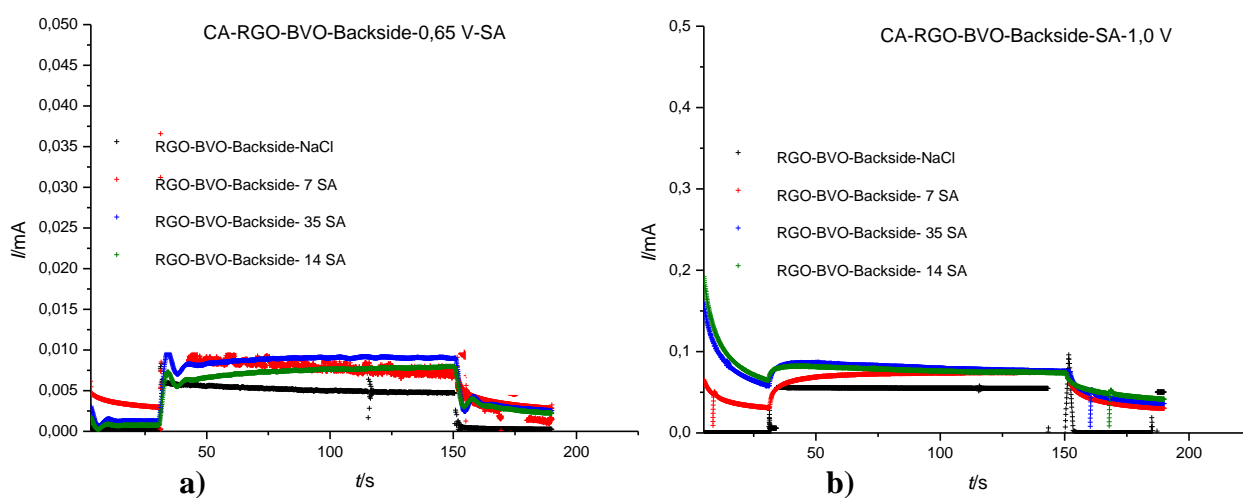 CA-RGO-BVO-Backside-0,65 V-SA
0,050
0,045
0,040
0,035
0,030
0,025
0,020
0,015
0,010
0,005
0,000
I/mA
RGO-BVO-Backside-NaCl
RGO-BVO-Backside- 7 SA
RGO-BVO-Backside- 35 SA
RGO-BVO-Backside- 14 SA
50
100
150
200
t/s
a)
CA-RGO-BVO-Backside-SA-1,0 V
0,5
0,4
0,3
0,2
0,1
0,0
I/mA
RGO-BVO-Backside-NaCl
RGO-BVO-Backside- 7 SA
RGO-BVO-Backside- 35 SA
RGO-BVO-Backside- 14 SA
50
100
150
200
t/s
b)